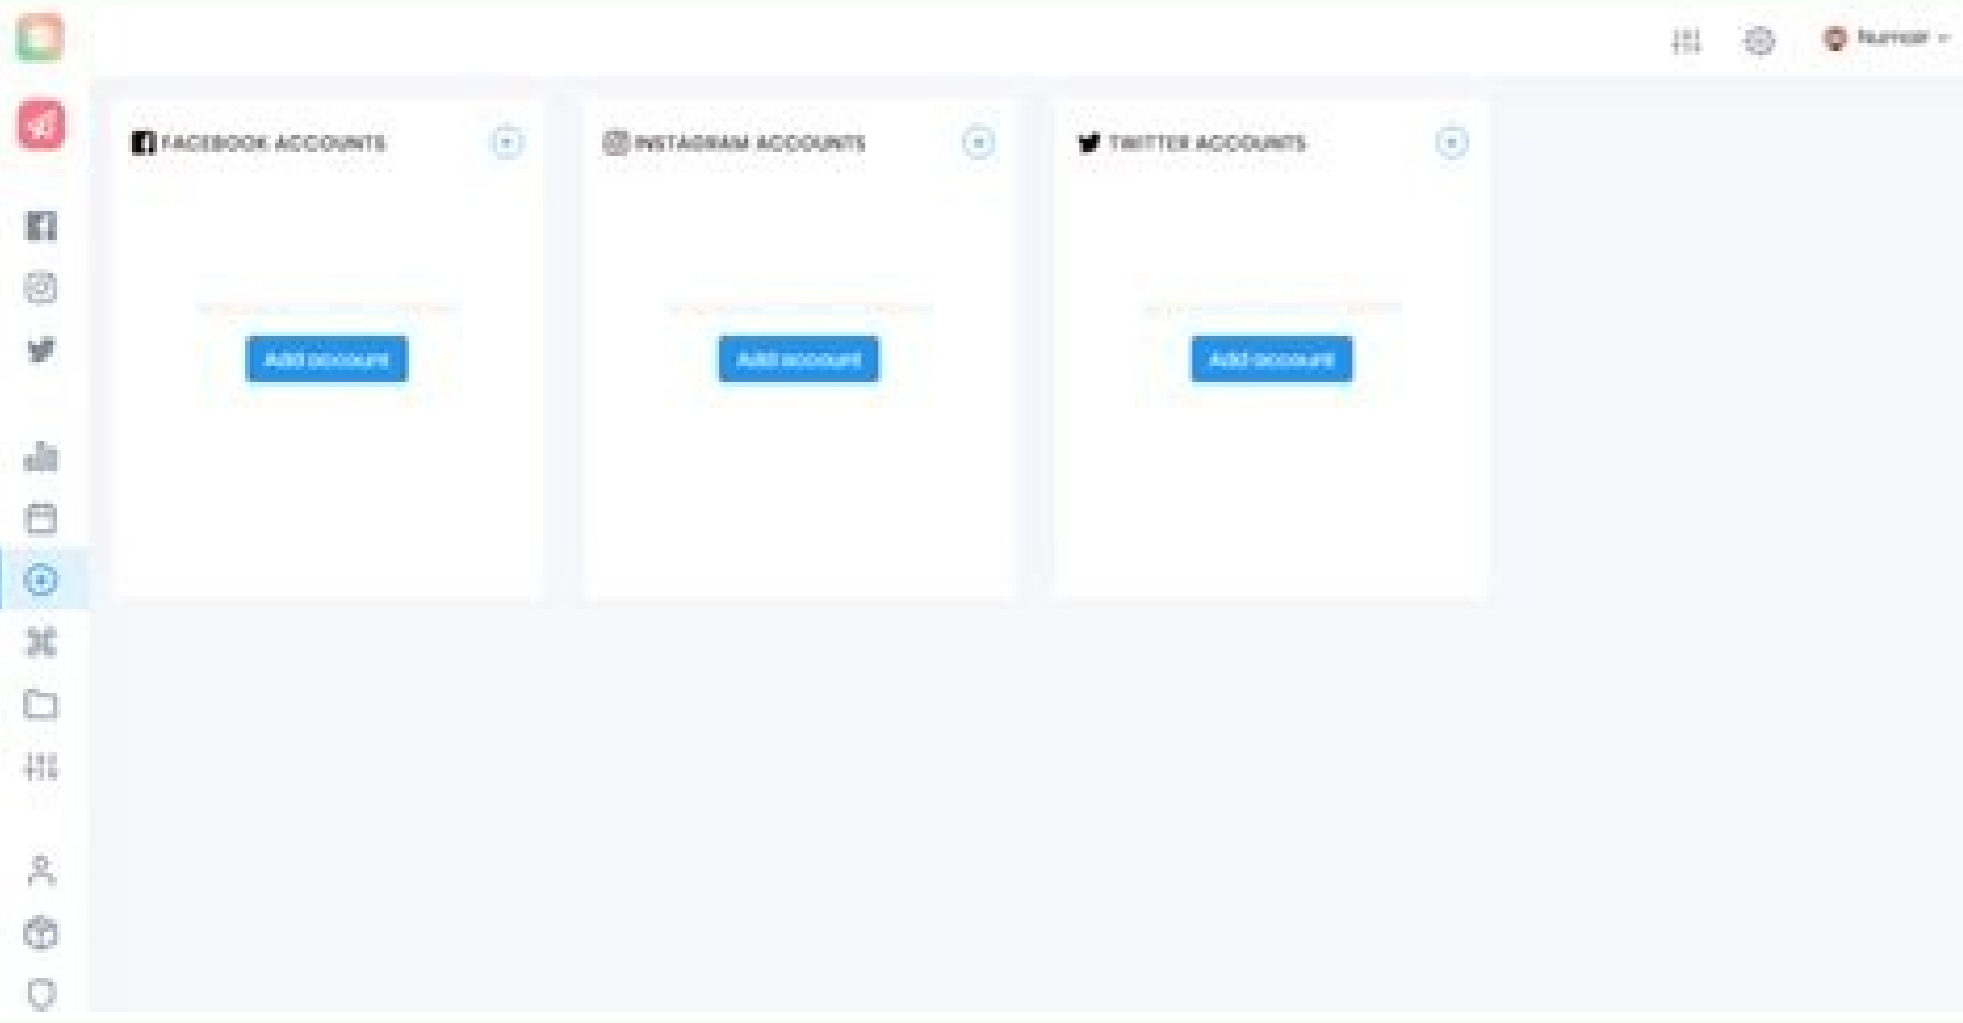 FACEBOOK ACCOUNTS
INSTAGRAM ACCOUNTS
TWITTER ACCOUNTS
Add account
Add account
Add account